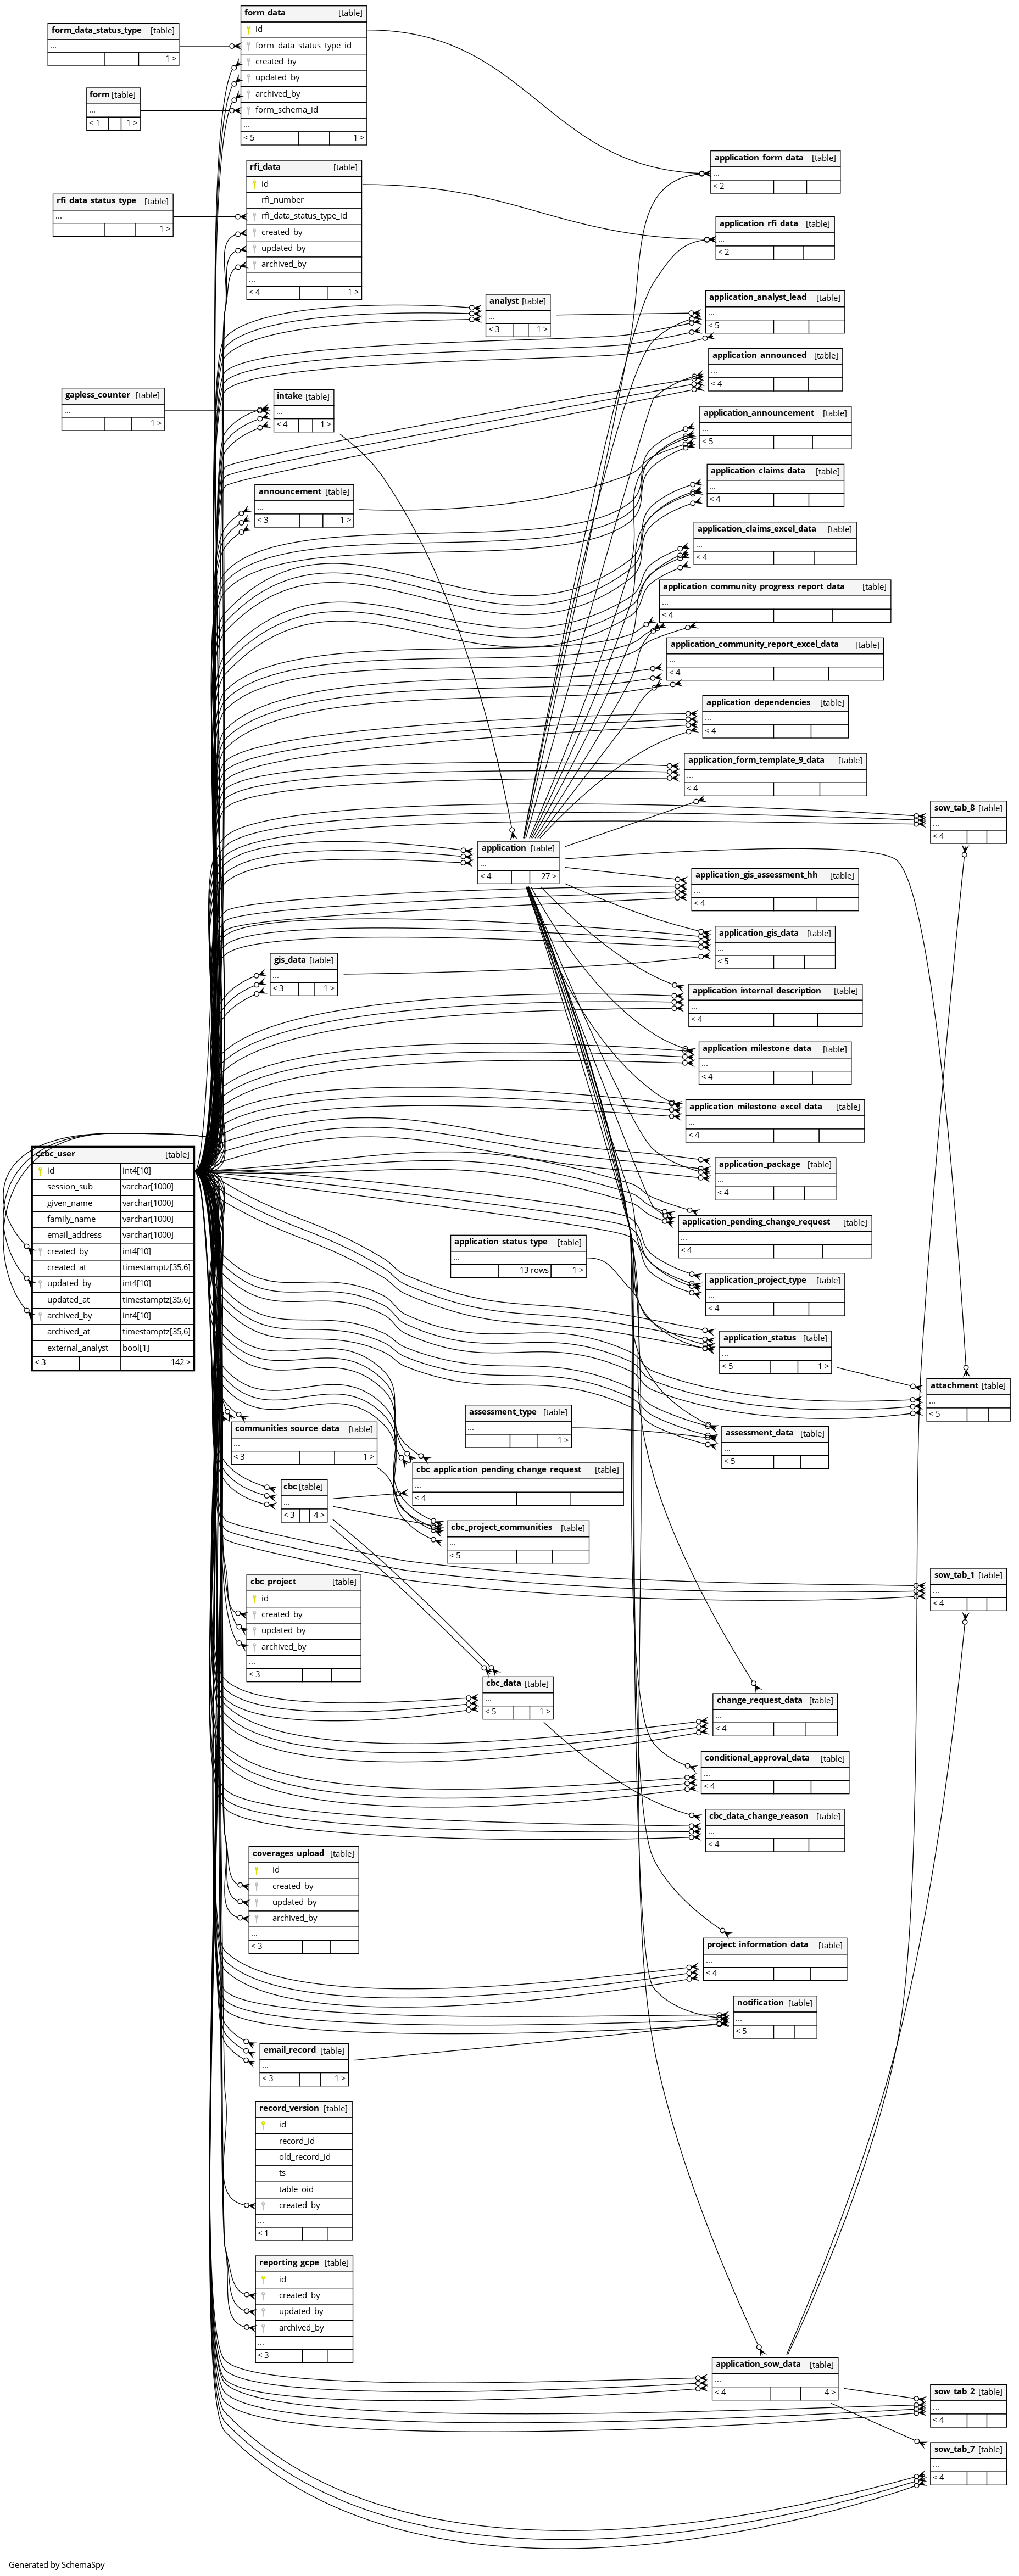 form_data [table]
id
form_data_status_type_id
created_by
updated_by
archived_by
form_schema_id
...
< 5 1 >
form_data_status_type [table]
...
1 >
form [table]
...
< 1 1 >
rfi_data [table]
id
rfi_number
rfi_data_status_type_id
created_by
updated_by
archived_by
...
< 4 1 >
rfi_data_status_type [table]
...
1 >
application_form_data [table]
...
< 2
application_rfi_data [table]
...
< 2
analyst [table]
...
< 3 1 >
application_analyst_lead [table]
...
< 5
application_announced [table]
...
< 4
gapless_counter [table]
...
1 >
intake [table]
...
< 4 1 >
application_announcement [table]
...
< 5
application_claims_data [table]
...
< 4
announcement [table]
...
< 3 1 >
application_claims_excel_data [table]
...
< 4
application_community_progress_report_data [table]
...
< 4
application_community_report_excel_data [table]
...
< 4
application_dependencies [table]
...
< 4
application_form_template_9_data [table]
...
< 4
sow_tab_8 [table]
...
< 4
application [table]
...
< 4 27 >
application_gis_assessment_hh [table]
...
< 4
application_gis_data [table]
...
< 5
gis_data [table]
...
< 3 1 >
application_internal_description [table]
...
< 4
application_milestone_data [table]
...
< 4
application_milestone_excel_data [table]
...
< 4
ccbc_user [table]
id int4[10]
session_sub varchar[1000]
given_name varchar[1000]
family_name varchar[1000]
email_address varchar[1000]
created_by int4[10]
created_at timestamptz[35,6]
updated_by int4[10]
updated_at timestamptz[35,6]
archived_by int4[10]
archived_at timestamptz[35,6]
external_analyst bool[1]
< 3 142 >
application_package [table]
...
< 4
application_pending_change_request [table]
...
< 4
application_status_type [table]
...
13 rows 1 >
application_project_type [table]
...
< 4
application_status [table]
...
< 5 1 >
attachment [table]
...
< 5
assessment_type [table]
...
1 >
assessment_data [table]
...
< 5
communities_source_data [table]
...
< 3 1 >
cbc_application_pending_change_request [table]
...
< 4
cbc [table]
...
< 3 4 >
cbc_project_communities [table]
...
< 5
sow_tab_1 [table]
...
< 4
cbc_project [table]
id
created_by
updated_by
archived_by
...
< 3
cbc_data [table]
...
< 5 1 >
change_request_data [table]
...
< 4
conditional_approval_data [table]
...
< 4
cbc_data_change_reason [table]
...
< 4
coverages_upload [table]
id
created_by
updated_by
archived_by
...
< 3
project_information_data [table]
...
< 4
notification [table]
...
< 5
email_record [table]
...
< 3 1 >
record_version [table]
id
record_id
old_record_id
ts
table_oid
created_by
...
< 1
reporting_gcpe [table]
id
created_by
updated_by
archived_by
...
< 3
application_sow_data [table]
...
< 4 4 >
sow_tab_2 [table]
...
< 4
sow_tab_7 [table]
...
< 4
Generated by SchemaSpy